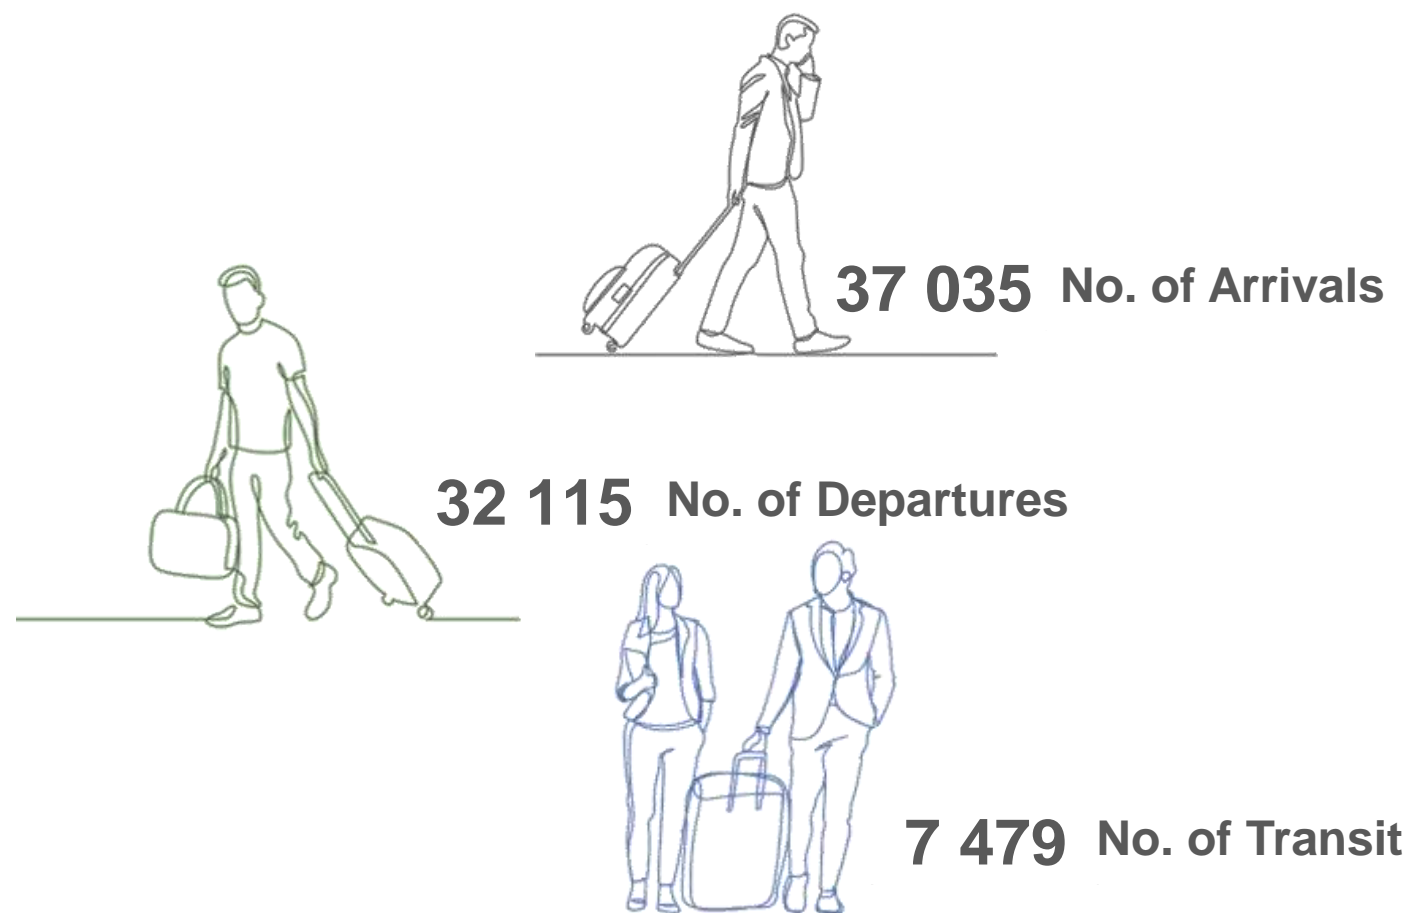 37 035 No. of Arrivals
32 115 No. of Departures
7 479 No. of Transit